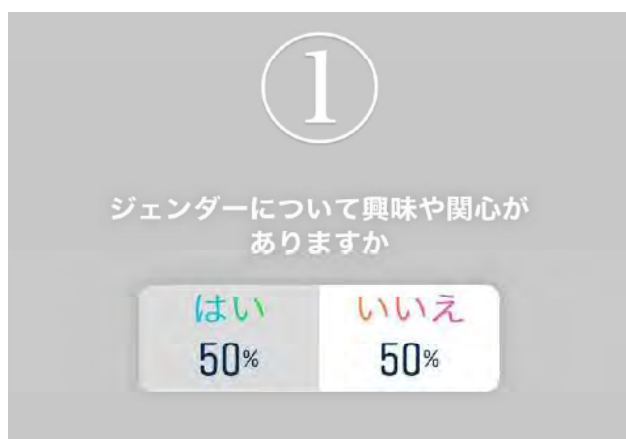 ①
ジェンダーについて興味や関心が
ありますか
はい いいえ
50% 50%